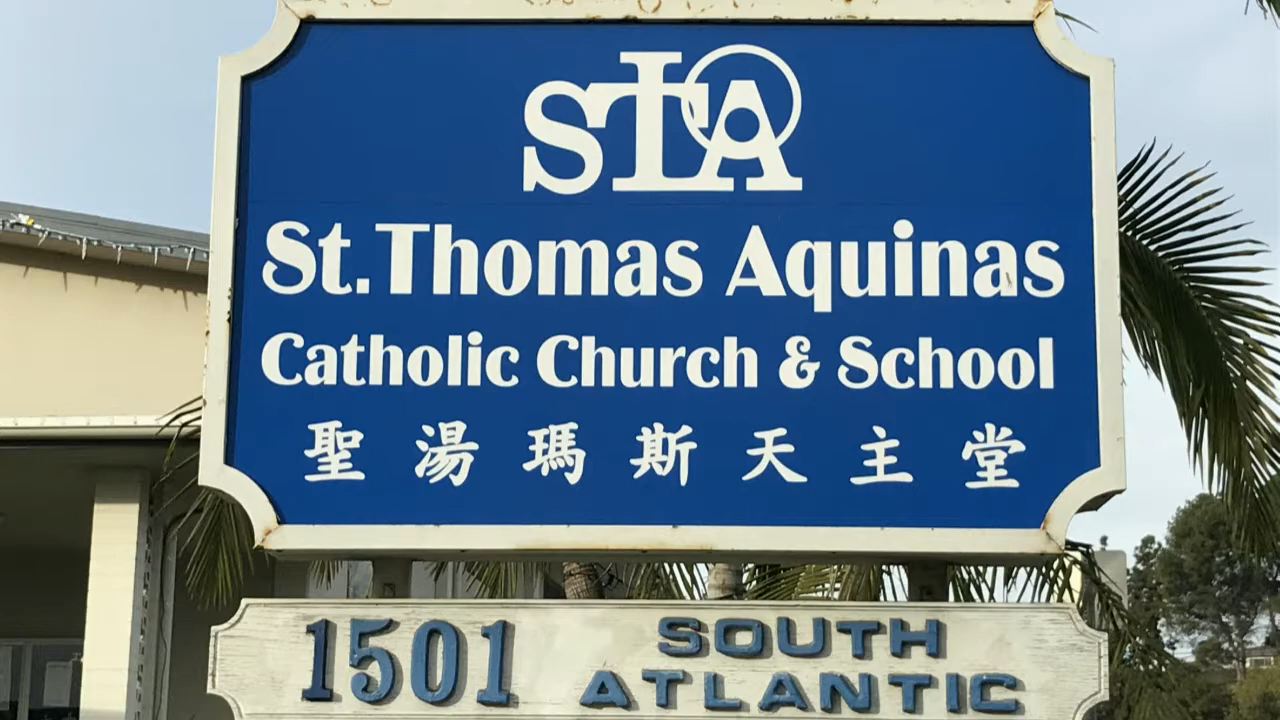 STA
St. Thomas Aquinas
Catholic Church & School
聖湯瑪斯天主堂
1501 SOUTH
ATLANTIC